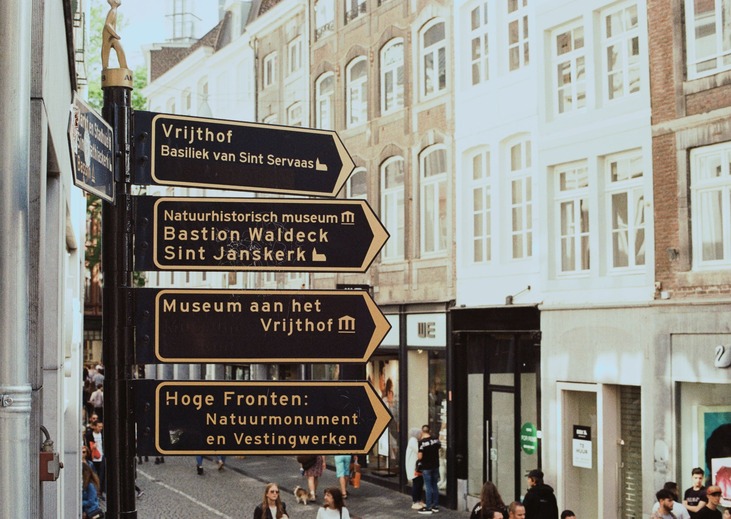 Vrijthof
Basiliek van Sint Servaas
Natuurhistorisch museum
Bastion Waldeck
Sint Janskerk
Museum aan het
Vrijthof
Hoge Fronten:
Natuurmonument
en Vestingwerken
WE